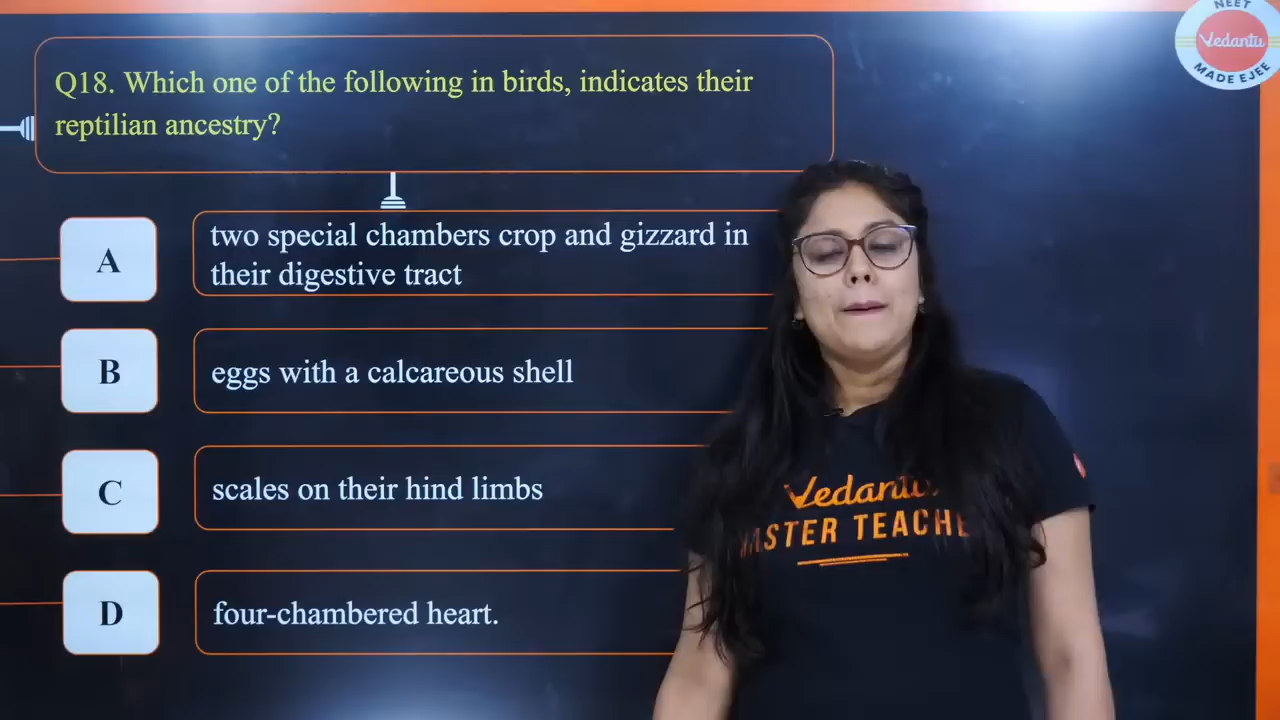 NEET
Vedantu
MADE EJEE
Q18. Which one of the following in birds, indicates their
reptilian ancestry?
A
two special chambers crop and gizzard in
their digestive tract
B
eggs with a calcareous shell
C
scales on their hind limbs
D
four-chambered heart.
Vedantu
MASTER TEACHE